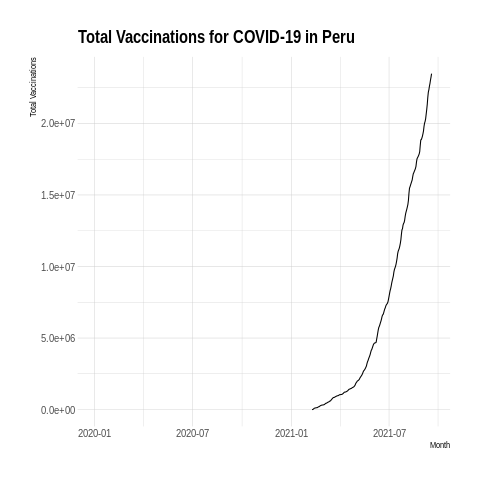 Total Vaccinations for COVID-19 in Peru
Total Vaccinations
2.0e+07
1.5e+07
1.0e+07
5.0e+06
0.0e+00
2020-01
2020-07
2021-01
2021-07
Month